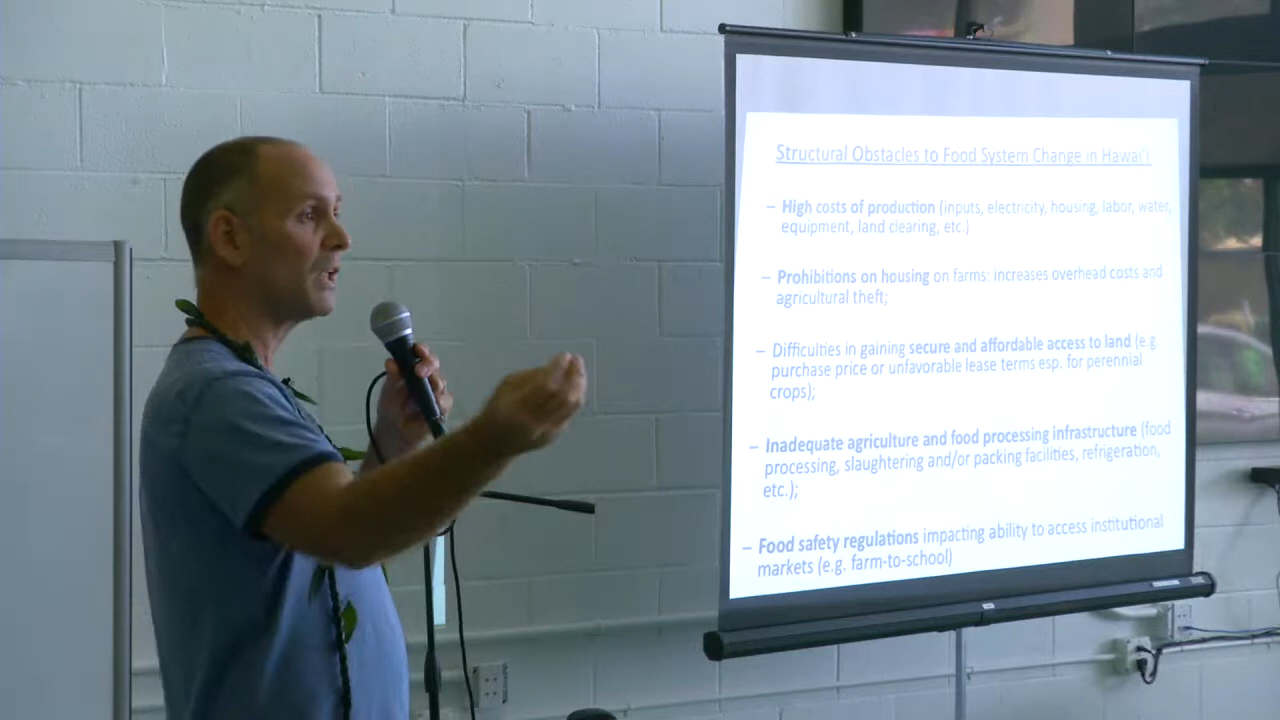 Structural Obstacles to Food System Change in Hawai'i
– High costs of production (inputs, electricity, housing, labor, water,
equipment, land clearing, etc.)
– Prohibitions on housing on farms: increases overhead costs and
agricultural theft;
– Difficulties in gaining secure and affordable access to land (e.g.
purchase price or unfavorable lease terms esp. for perennial
crops);
– Inadequate agriculture and food processing infrastructure (food
processing, slaughtering and/or packing facilities, refrigeration,
etc.);
– Food safety regulations impacting ability to access institutional
markets (e.g. farm-to-school)